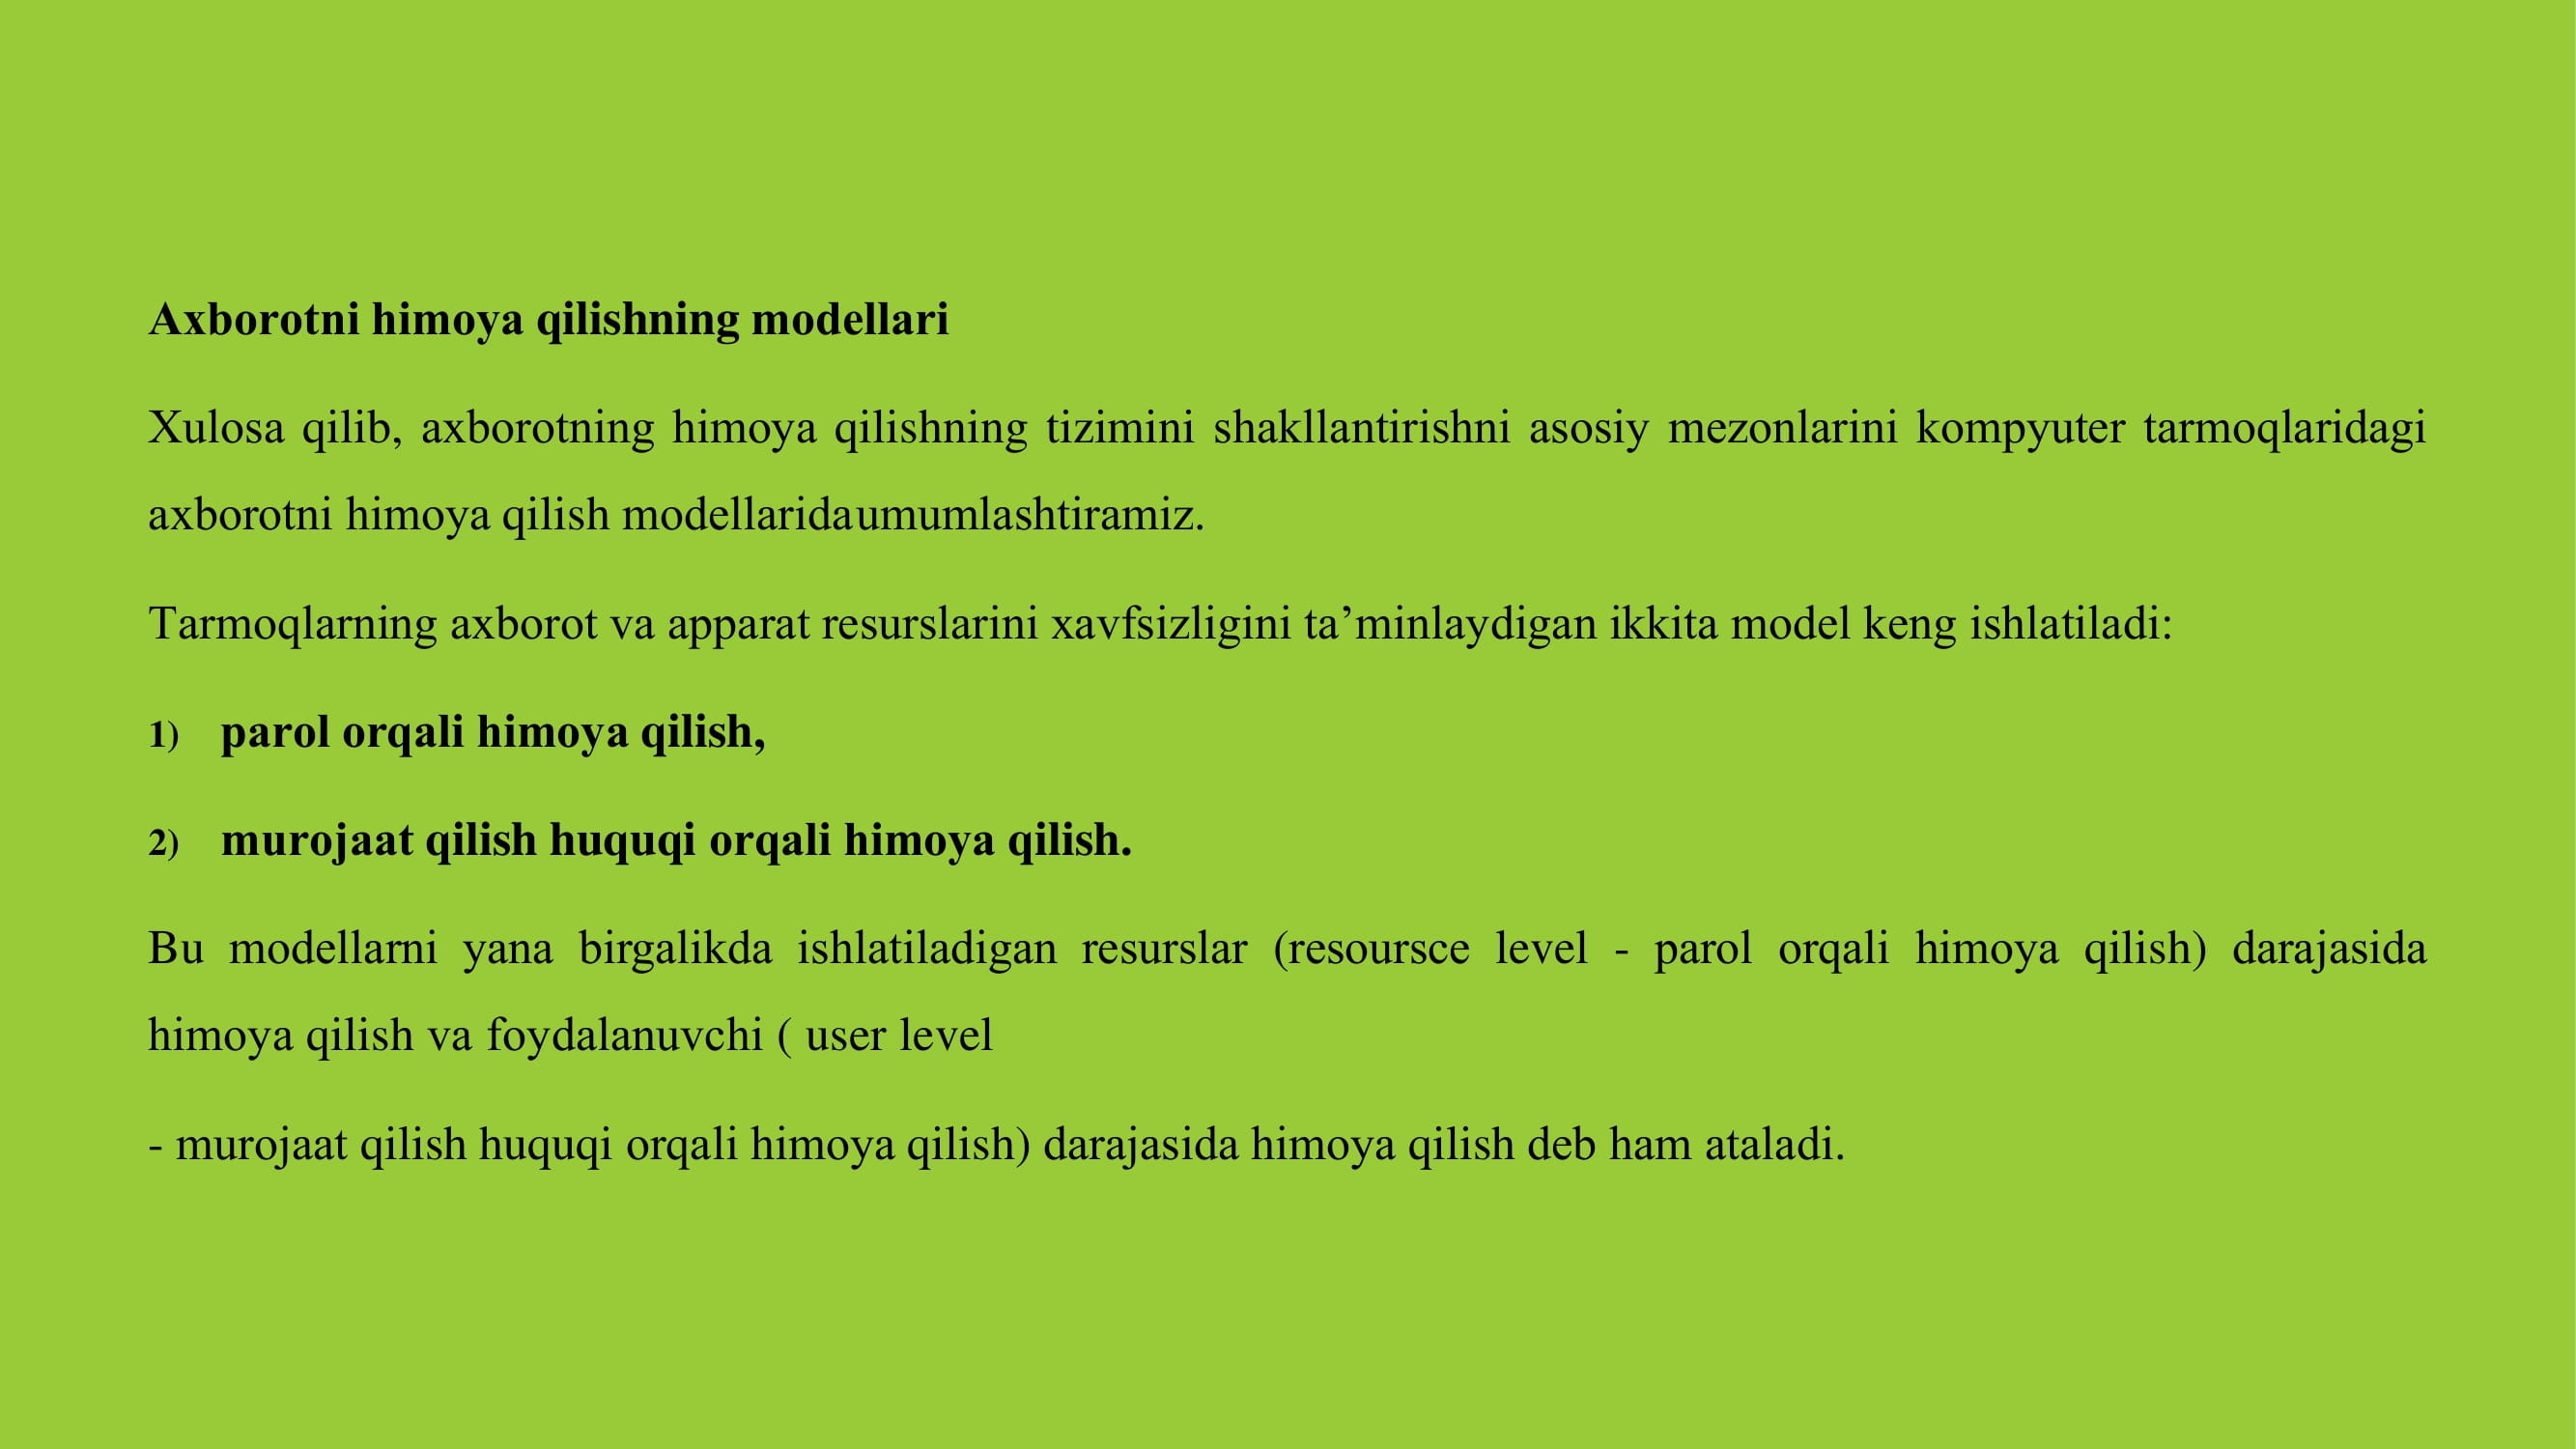 Axborotni himoya qilishning modellari
Xulosa qilib, axborotning himoya qilishning tizimini shakllantirishni asosiy mezonlarini kompyuter tarmoqlaridagi
axborotni himoya qilish modellaridaumumlashtiramiz.
Tarmoqlarning axborot va apparat resurslarini xavfsizligini ta’minlaydigan ikkita model keng ishlatiladi:
1) parol orqali himoya qilish,
2) murojaat qilish huquqi orqali himoya qilish.
Bu modellarni yana birgalikda ishlatiladigan resurslar (resoursce level - parol orqali himoya qilish) darajasida
himoya qilish va foydalanuvchi ( user level
- murojaat qilish huquqi orqali himoya qilish) darajasida himoya qilish deb ham ataladi.